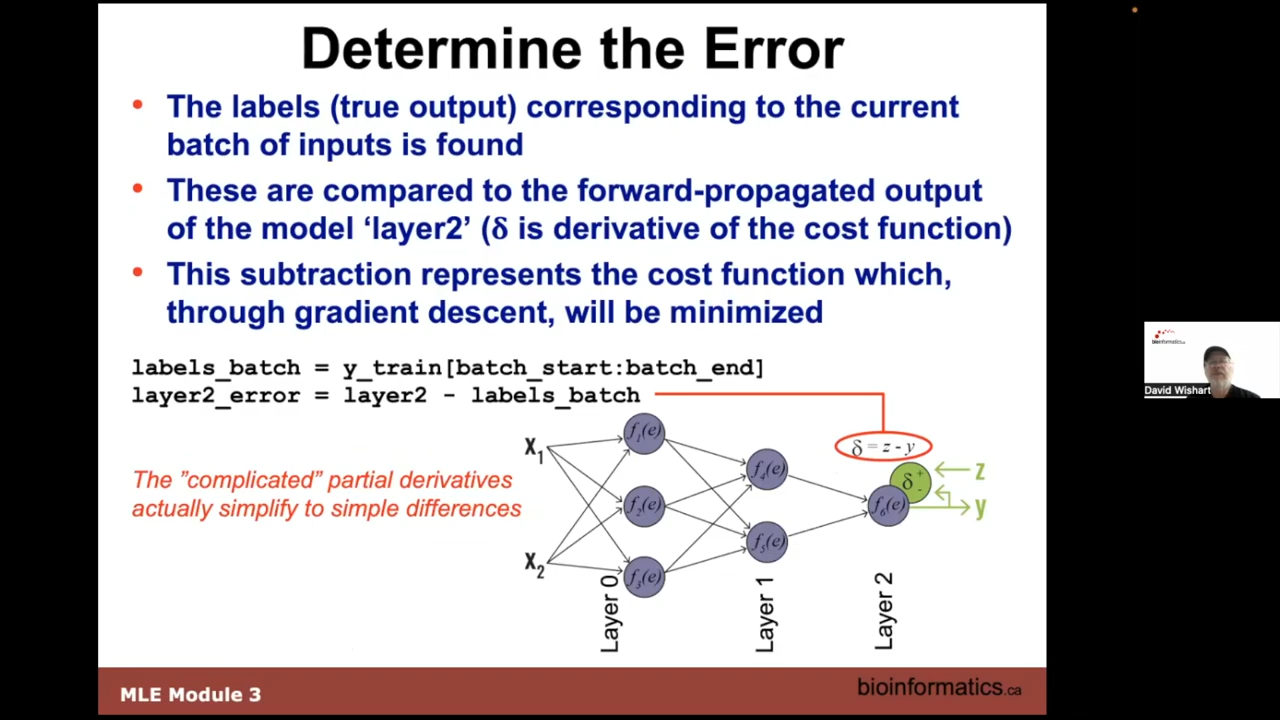 Determine the Error
• The labels (true output) corresponding to the current
batch of inputs is found
• These are compared to the forward-propagated output
of the model ‘layer2’ (δ is derivative of the cost function)
• This subtraction represents the cost function which,
through gradient descent, will be minimized
labels_batch = y_train[batch_start:batch_end]
layer2_error = layer2 - labels_batch
The ”complicated” partial derivatives
actually simplify to simple differences
X1
X2
f1(e)
f2(e)
f3(e)
f4(e)
f5(e)
f6(e)
δ = z - y
δ + -
z
y
Layer 0
Layer 1
Layer 2
MLE Module 3
bioinformatics.ca
bioinformatics.ca
David Wishart